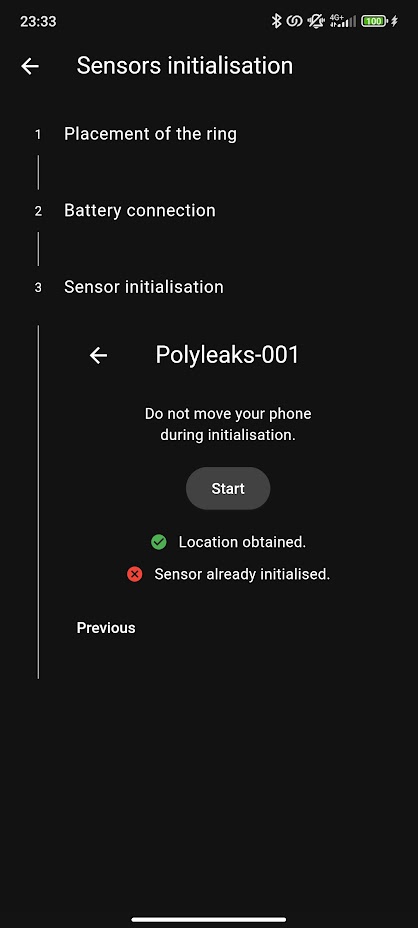 23:33
4G+
100
Sensors initialisation
1 Placement of the ring
2 Battery connection
3 Sensor initialisation
Polyleaks-001
Do not move your phone
during initialisation.
Start
Location obtained.
Sensor already initialised.
Previous